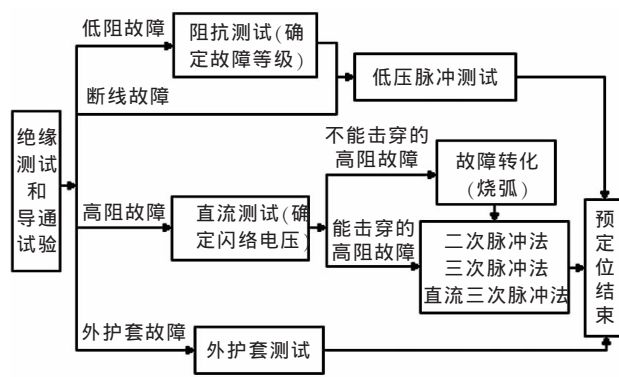 绝缘
测试
和
导通
试验
低阻故障
阻抗测试(确
定故障等级)
断线故障
低压脉冲测试
高阻故障
直流测试(确
定闪络电压)
不能击穿的
高阻故障
故障转化
(烧弧)
能击穿的
高阻故障
二次脉冲法
三次脉冲法
直流三次脉冲法
外护套故障
外护套测试
预
定
位
结
束